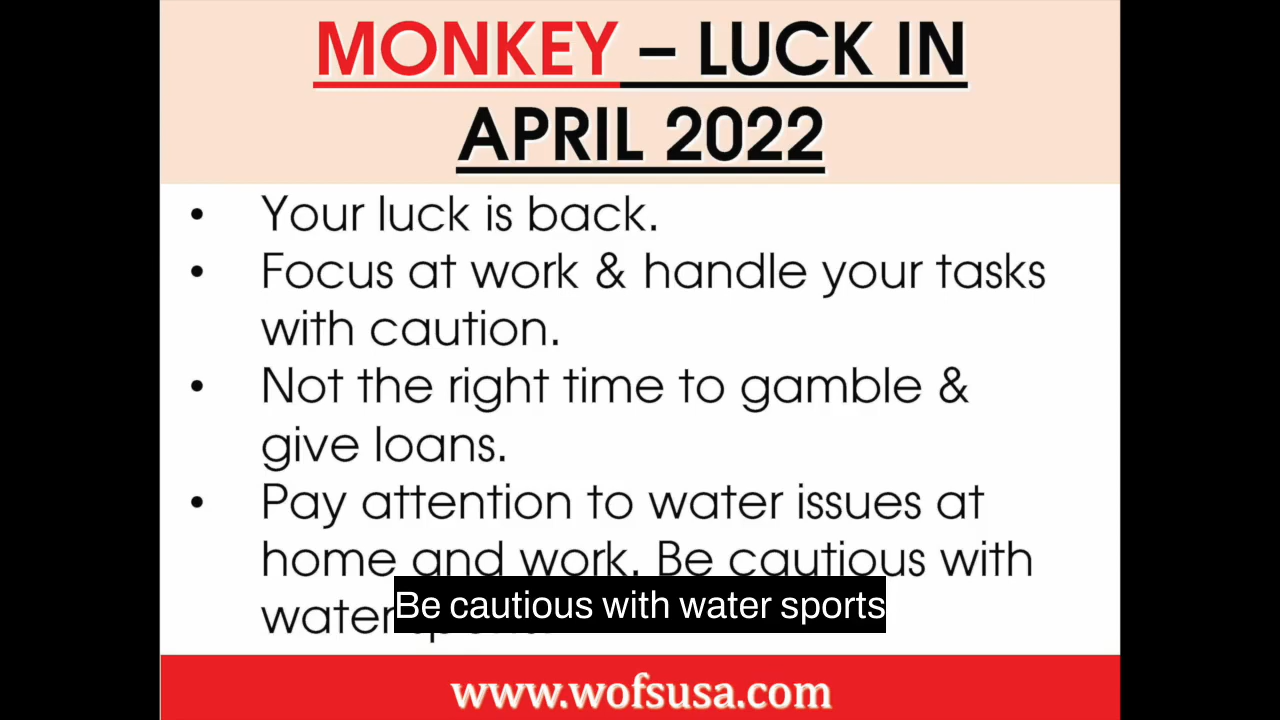 MONKEY – LUCK IN
APRIL 2022
• Your luck is back.
• Focus at work & handle your tasks
with caution.
• Not the right time to gamble &
give loans.
• Pay attention to water issues at
home and work. Be cautious with
water
Be cautious with water sports
www.wofsusa.com